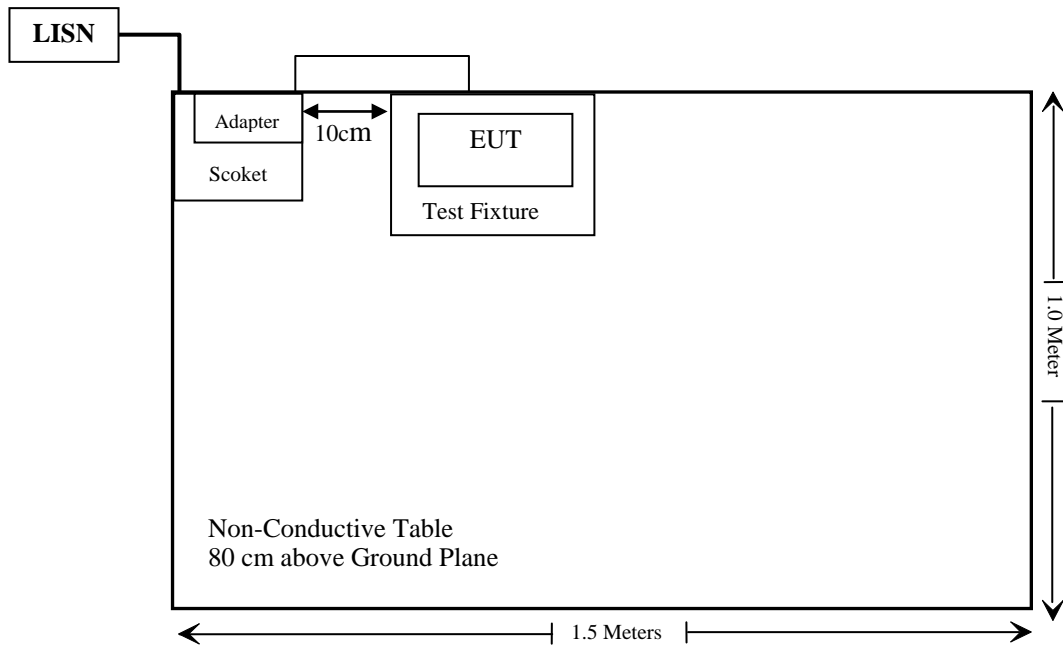 LISN
Adapter
10cm
EUT
Scoket
Test Fixture
1.0 Meter
Non-Conductive Table
80 cm above Ground Plane
1.5 Meters